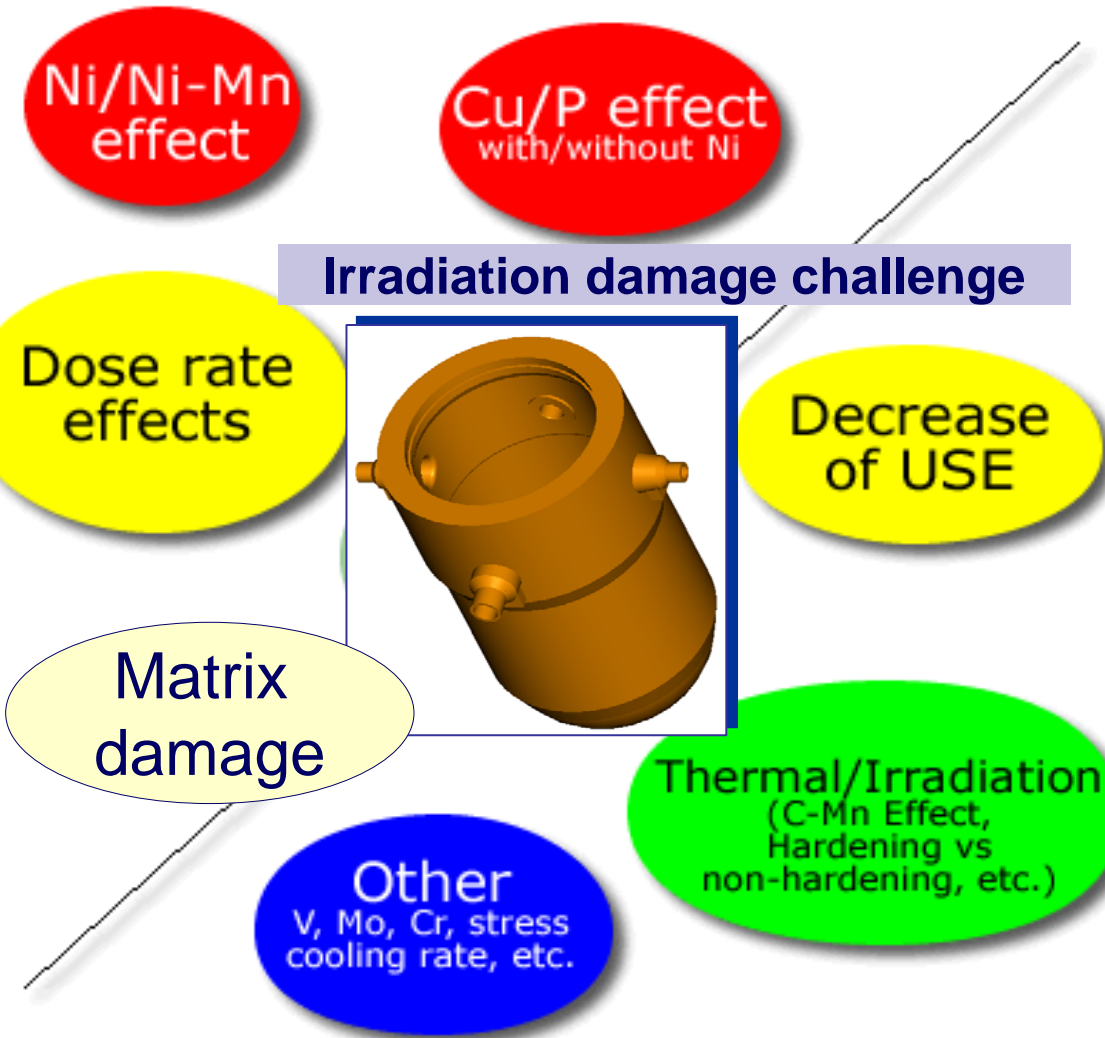 Ni/Ni-Mn
effect
Cu/P effect
with/without Ni
Irradiation damage challenge
Dose rate
effects
Decrease
of USE
Matrix
damage
Thermal/Irradiation
(C-Mn Effect,
Hardening vs
non-hardening, etc.)
Other
V, Mo, Cr, stress
cooling rate, etc.